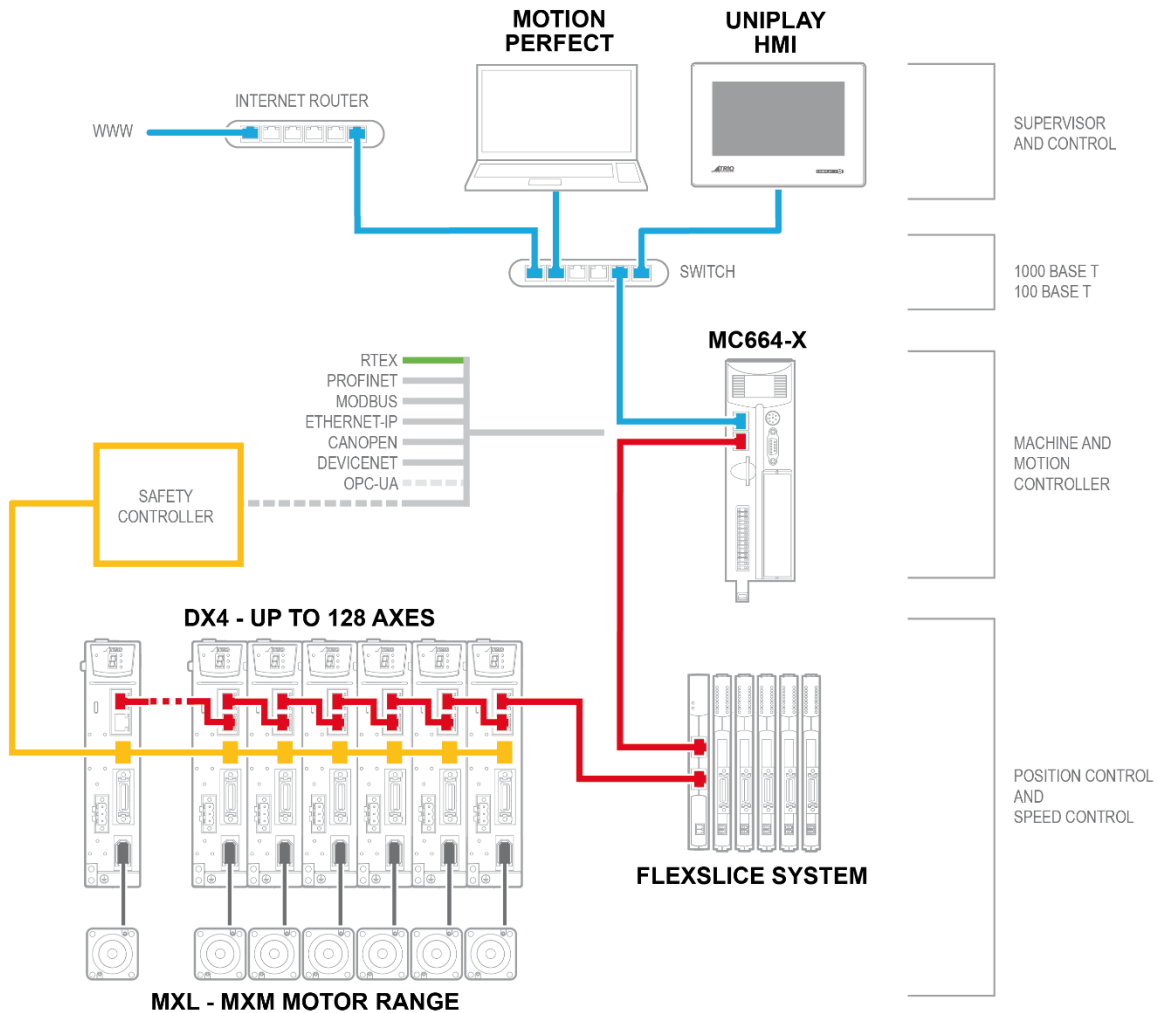 MOTION
PERFECT
UNIPLAY
HMI
INTERNET ROUTER
WWW
TRIO
SUPERVISOR
AND CONTROL
SWITCH
1000 BASE T
100 BASE T
MC664-X
RTEX
PROFINET
MODBUS
ETHERNET-IP
CANOPEN
DEVICENET
OPC-UA
MACHINE AND
MOTION
CONTROLLER
SAFETY
CONTROLLER
DX4 - UP TO 128 AXES
POSITION CONTROL
AND
SPEED CONTROL
FLEXSLICE SYSTEM
MXL - MXM MOTOR RANGE